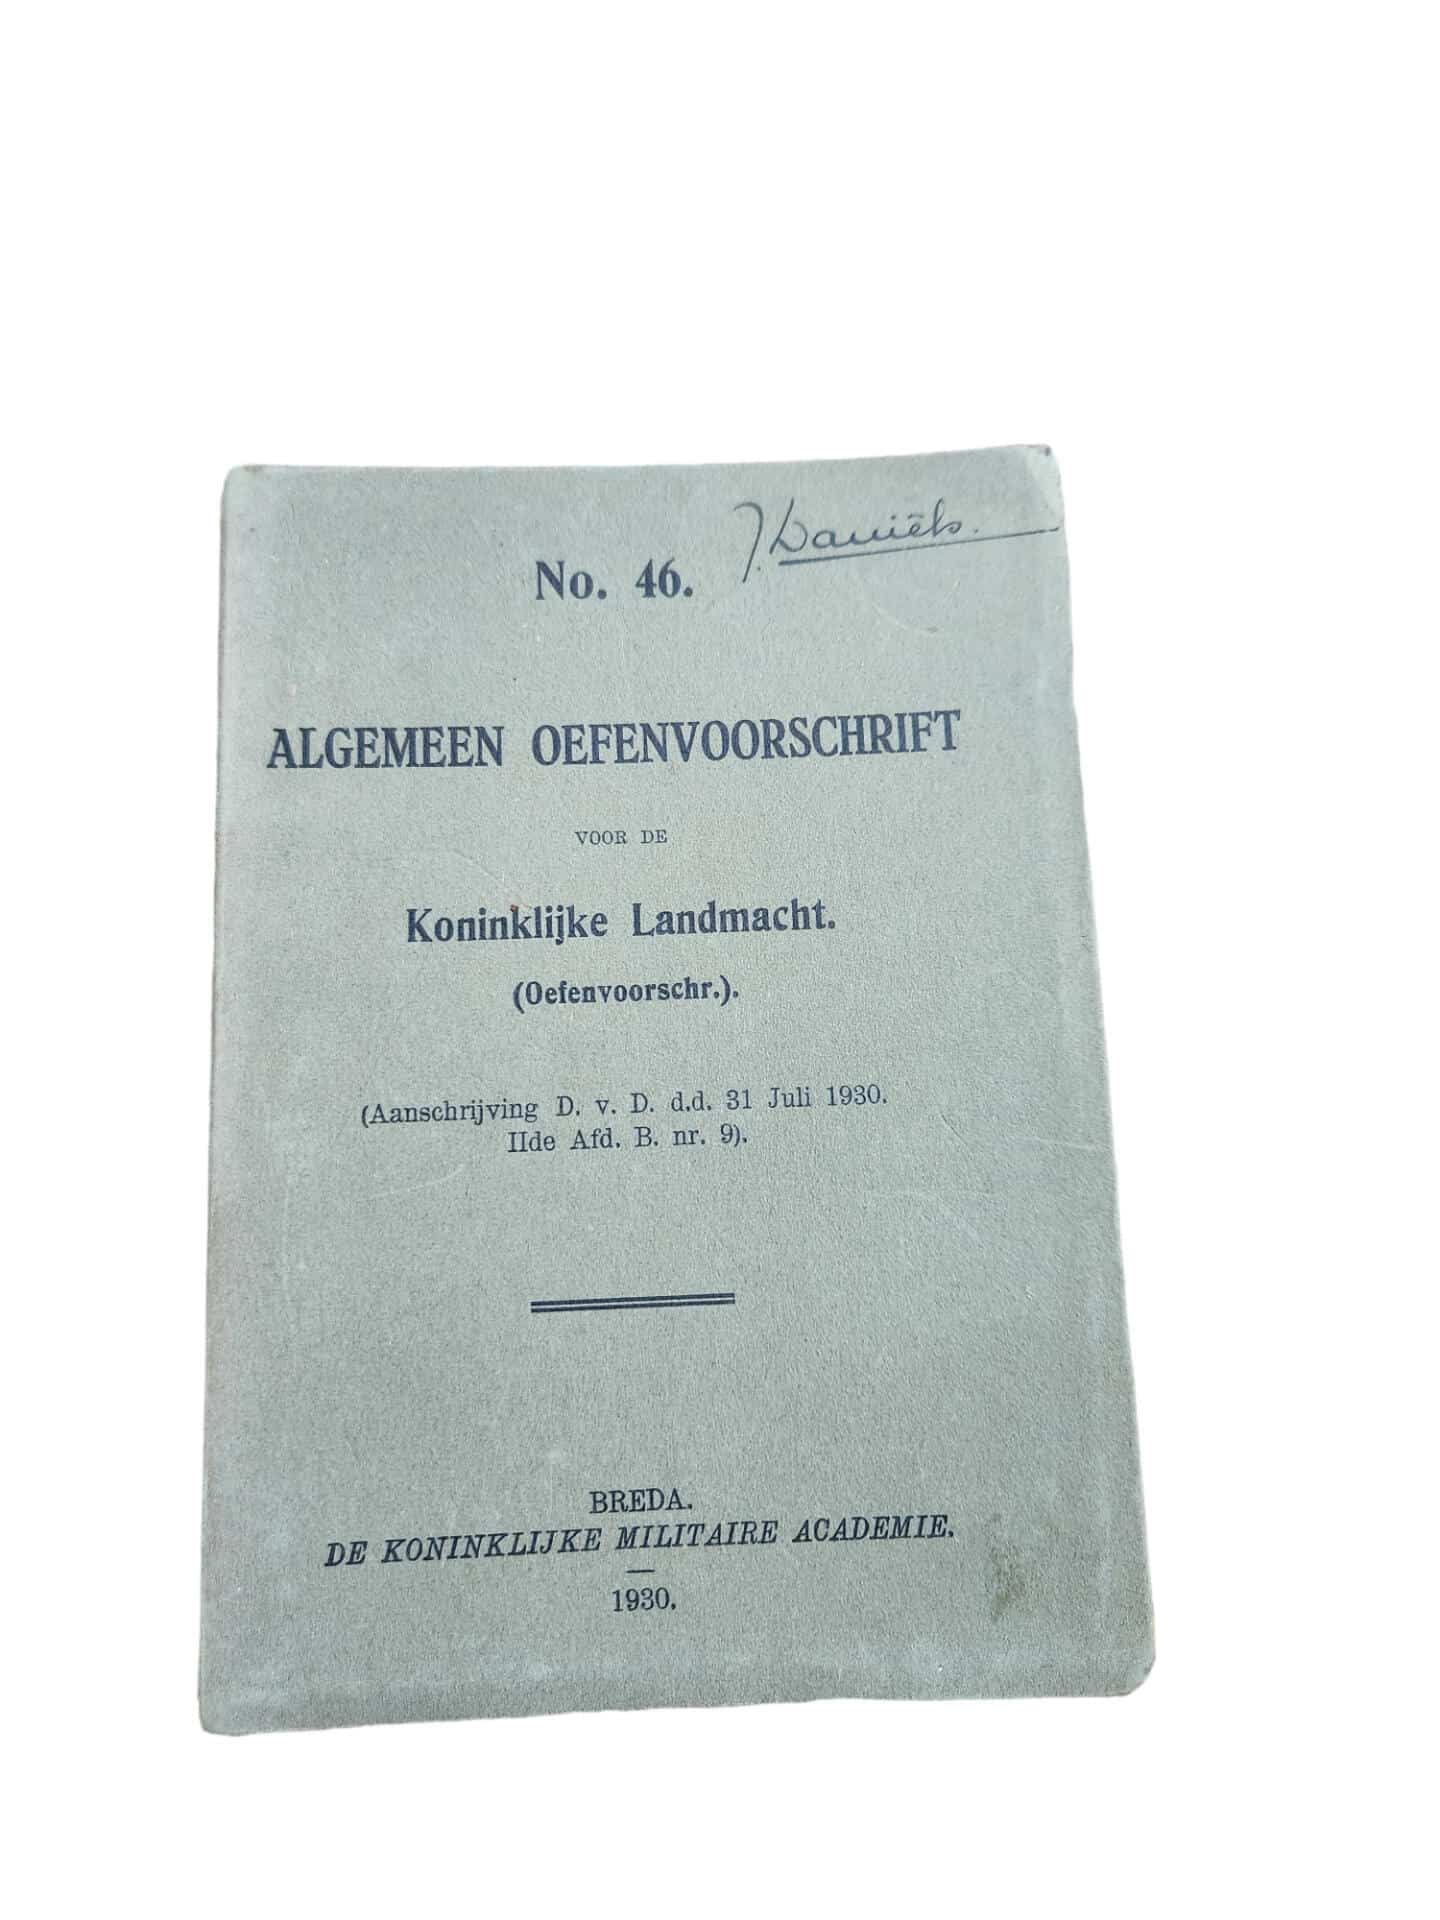 J. Daniëls.
No. 46.
ALGEMEEN OEFENVOORSCHRIFT
VOOR DE
Koninklijke Landmacht.
(Oefenvoorschr.).
(Aanschrijving D. v. D. d.d. 31 Juli 1930.
IIde Afd. B. nr. 9).
BREDA.
DE KONINKLIJKE MILITAIRE ACADEMIE.
1930.